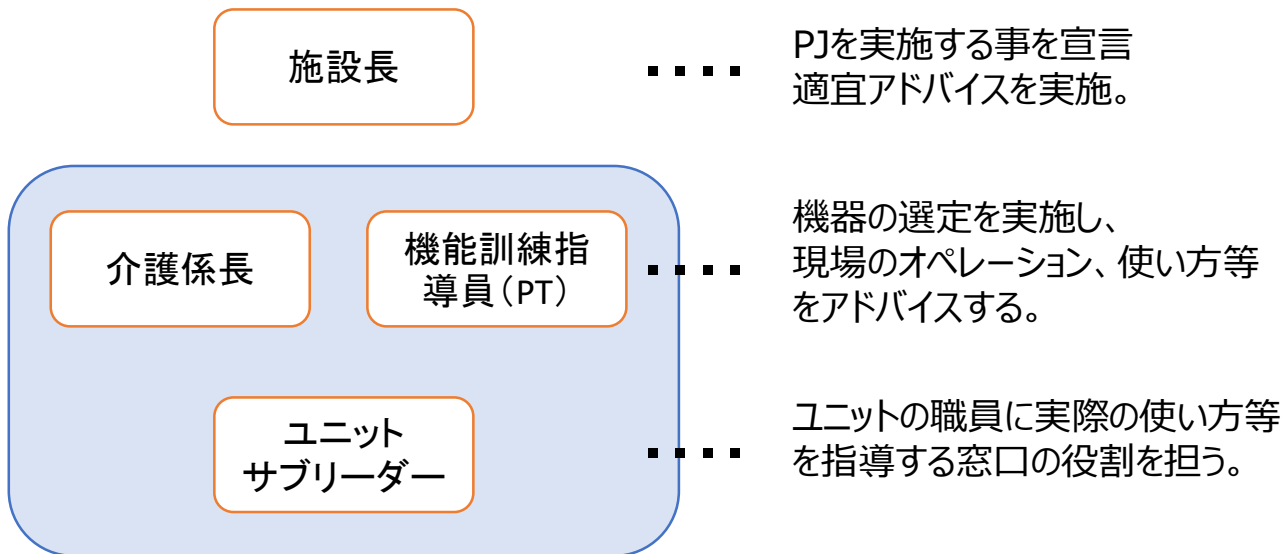 施設長
PJを実施する事を宣言
適宜アドバイスを実施。
介護係長
機能訓練指
導員（PT）
機器の選定を実施し、
現場のオペレーション、使い方等
をアドバイスする。
ユニット
サブリーダー
ユニットの職員に実際の使い方等
を指導する窓口の役割を担う。